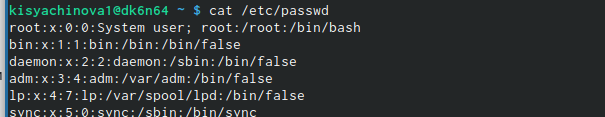 kisyachinova1@dk6n64 ~ $ cat /etc/passwd
root:x:0:0:System user; root:/root:/bin/bash
bin:x:1:1:bin:/bin:/bin/false
daemon:x:2:2:daemon:/sbin:/bin/false
adm:x:3:4:adm:/var/adm:/bin/false
lp:x:4:7:lp:/var/spool/lpd:/bin/false
sync:x:5:0:sync:/sbin:/bin/sync